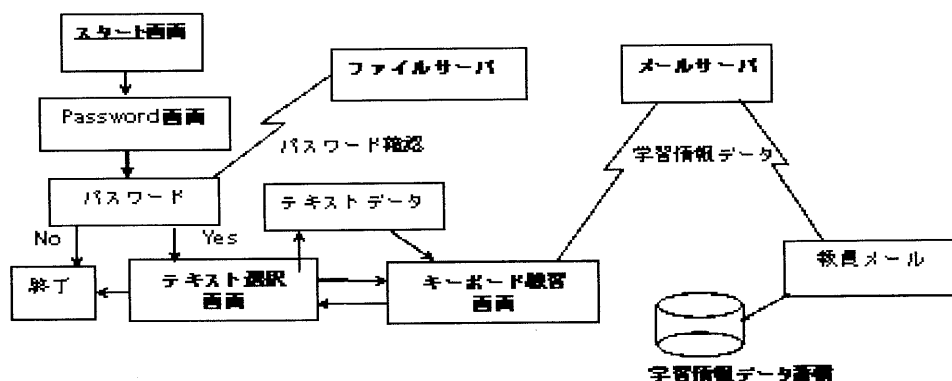 スタート画面
ファイルサーバ
メールサーバ
Password画面
パスワード確認
学習情報データ
パスワード
テキストデータ
No
Yes
教員メール
終了
テキスト選択
画面
キーボード練習
画面
学習情報データ蓄積